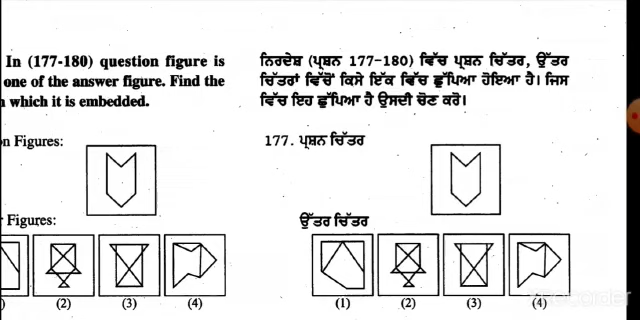 In (177-180) question figure is
one of the answer figure. Find the
which it is embedded.
Figures:
Figures:
(2) (3) (4)
ਨਿਰਦੇਸ਼ (ਪ੍ਰਸ਼ਨ 177-180) ਵਿੱਚ ਪ੍ਰਸ਼ਨ ਚਿੱਤਰ, ਉੱਤਰ
ਚਿੱਤਰਾਂ ਵਿੱਚੋਂ ਕਿਸੇ ਇੱਕ ਵਿੱਚ ਛੁੱਪਿਆ ਹੋਇਆ ਹੈ। ਜਿਸ
ਵਿੱਚ ਇਹ ਛੁੱਪਿਆ ਹੈ ਉਸਦੀ ਚੋਣ ਕਰੋ।
177. ਪ੍ਰਸ਼ਨ ਚਿੱਤਰ
ਉੱਤਰ ਚਿੱਤਰ
(1) (2) (3) (4)